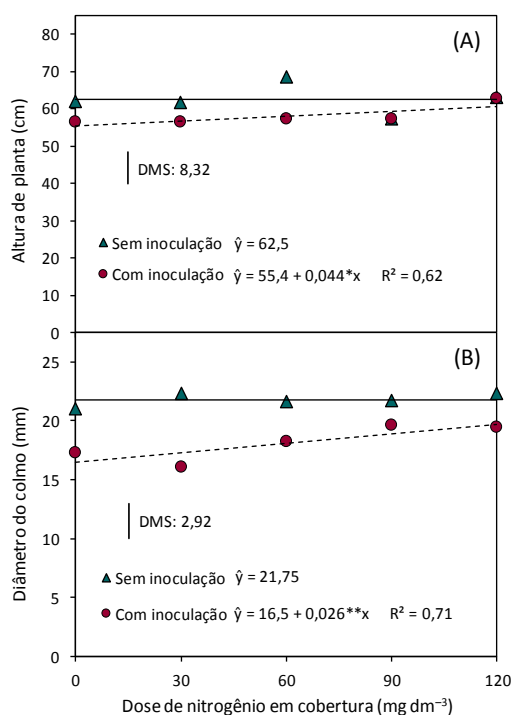 (A)
Altura de planta (cm)
80
70
60
50
40
30
20
10
0
DMS: 8,32
Sem inoculação ŷ = 62,5
Com inoculação ŷ = 55,4 + 0,044*x R² = 0,62
(B)
Diâmetro do colmo (mm)
25
20
15
10
5
0
DMS: 2,92
Sem inoculação ŷ = 21,75
Com inoculação ŷ = 16,5 + 0,026**x R² = 0,71
0 30 60 90 120
Dose de nitrogênio em cobertura (mg dm⁻³)